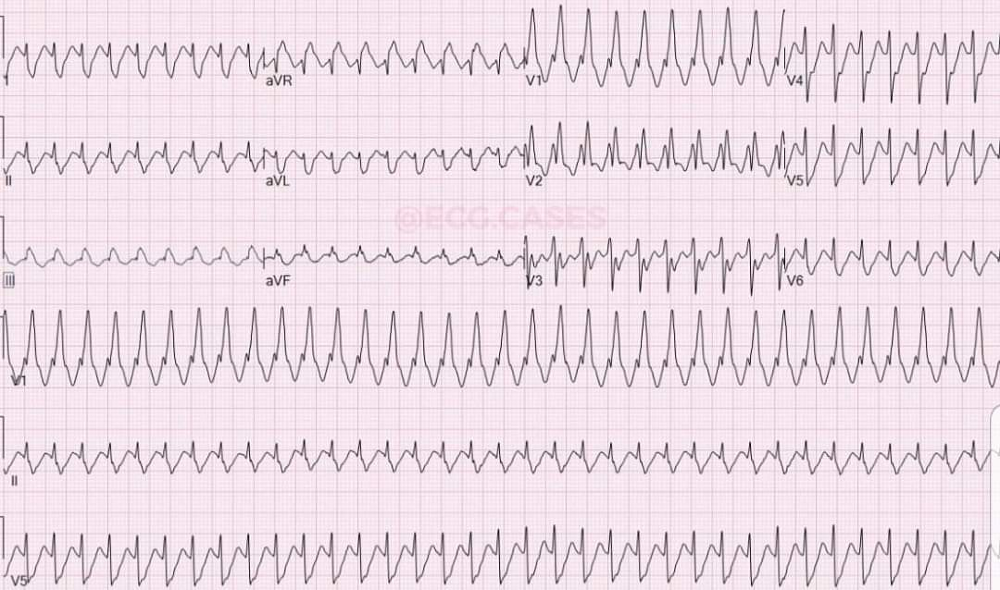 I aVR V1 V4
II aVL V2 V5
@ECG.CASES
III aVF V3 V6
V1
II
V5